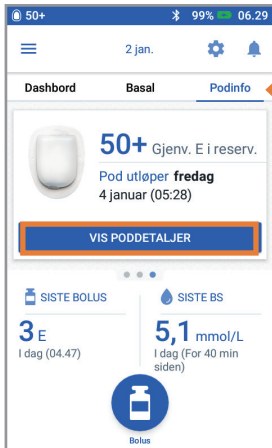 50+ 99% 06.29
2 jan.
Dashbord Basal Podinfo
50+ Gjenv. E i reserv.
Pod utløper fredag
4 januar (05:28)
VIS PODDETALJER
SISTE BOLUS
3 E
I dag (04.47)
SISTE BS
5,1 mmol/L
I dag (For 40 min
siden)
Bolus